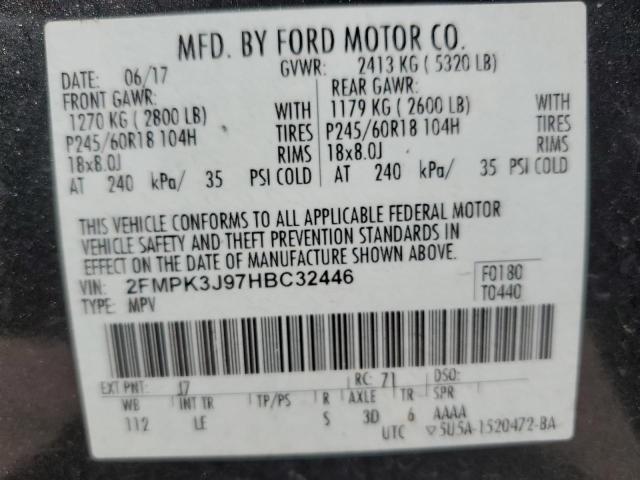 MFD. BY FORD MOTOR CO.
DATE: 06/17 GVWR: 2413 KG ( 5320 LB)
FRONT GAWR: REAR GAWR:
1270 KG ( 2800 LB) WITH 1179 KG ( 2600 LB) WITH
P245/60R18 104H TIRES P245/60R18 104H TIRES
18x8.0J RIMS 18x8.0J RIMS
AT 240 kPa/ 35 PSI COLD AT 240 kPa/ 35 PSI COLD
THIS VEHICLE CONFORMS TO ALL APPLICABLE FEDERAL MOTOR
VEHICLE SAFETY AND THEFT PREVENTION STANDARDS IN
EFFECT ON THE DATE OF MANUFACTURE SHOWN ABOVE.
VIN: 2FMPK3J97HBC32446 F0180
TYPE: MPV T0440
EXT PNT: J7 RC: 71 DSO:
WB INT TR TP/PS R AXLE TR SPR
112 LE S 3D 6 AAAA
UTC ▽5U5A-1520472-BA